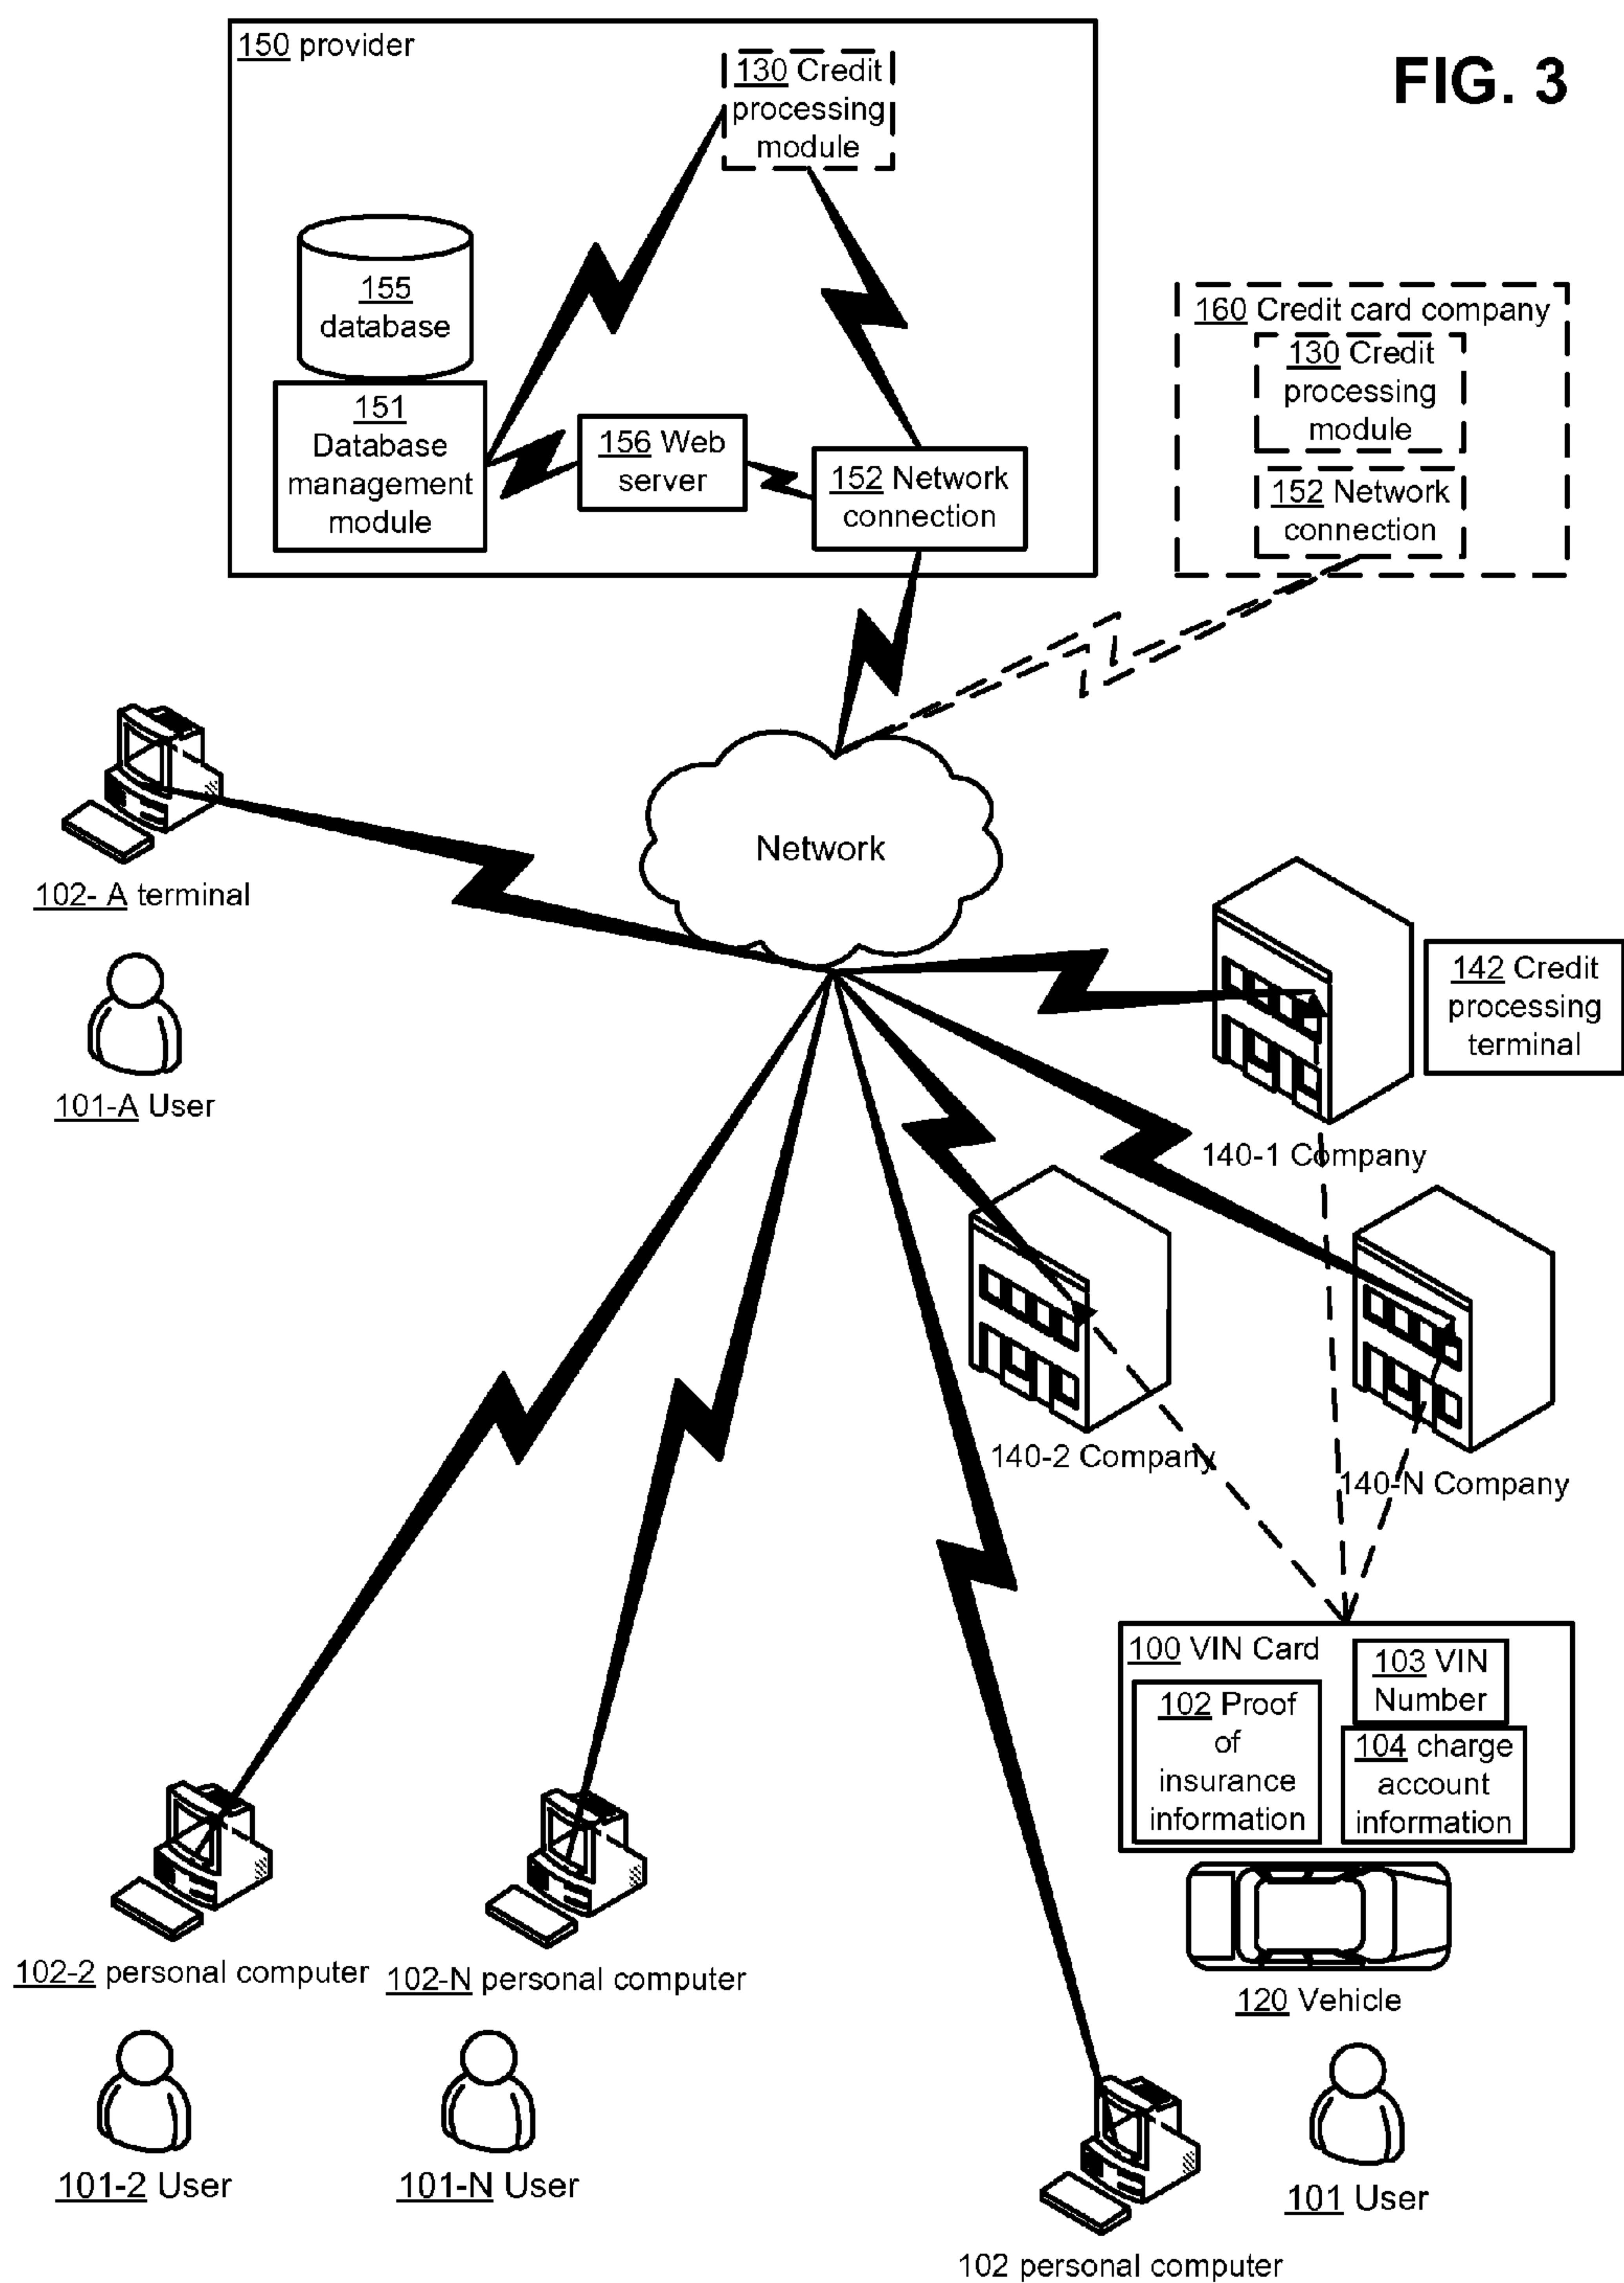 150 provider
130 Credit
processing
module
FIG. 3
155
database
151
Database
management
module
156 Web
server
152 Network
connection
160 Credit card company
130 Credit
processing
module
152 Network
connection
Network
102- A terminal
101-A User
142 Credit
processing
terminal
140-1 Company
140-2 Company
140-N Company
100 VIN Card
103 VIN
Number
102 Proof
of
insurance
information
104 charge
account
information
120 Vehicle
102-2 personal computer
102-N personal computer
101-2 User
101-N User
101 User
102 personal computer